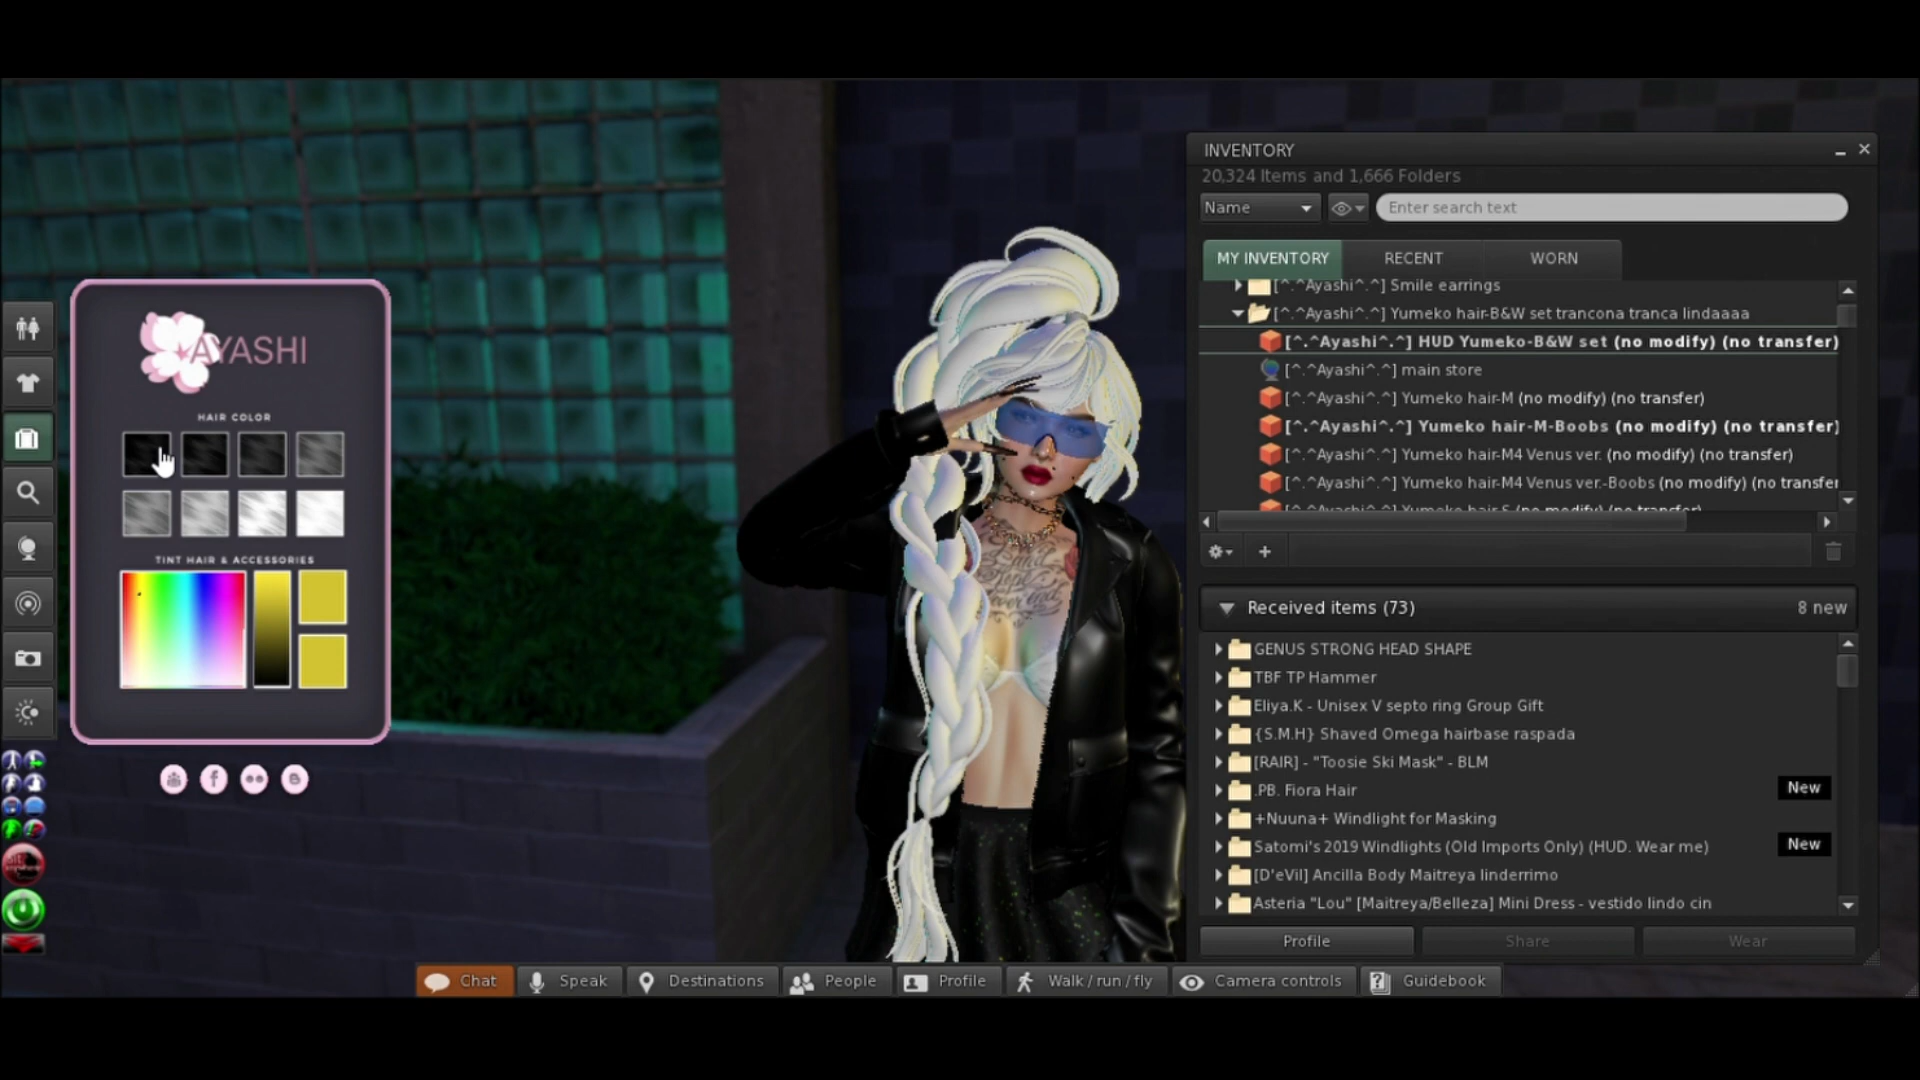 AYASHI
HAIR COLOR
TINT HAIR & ACCESSORIES
INVENTORY
20,324 Items and 1,666 Folders
Name
Enter search text
MY INVENTORY
RECENT
WORN
[^.^Ayashi^.^] Smile earrings
[^.^Ayashi^.^] Yumeko hair-B&W set trancona tranca lindaaaa
[^.^Ayashi^.^] HUD Yumeko-B&W set (no modify) (no transfer)
[^.^Ayashi^.^] main store
[^.^Ayashi^.^] Yumeko hair-M (no modify) (no transfer)
[^.^Ayashi^.^] Yumeko hair-M-Boobs (no modify) (no transfer)
[^.^Ayashi^.^] Yumeko hair-M4 Venus ver. (no modify) (no transfer)
[^.^Ayashi^.^] Yumeko hair-M4 Venus ver.-Boobs (no modify) (no transfer
[^.^Ayashi^.^] Yumeko hair-S (no modify) (no transfer)
Received items (73)
8 new
GENUS STRONG HEAD SHAPE
TBF TP Hammer
Eliya.K - Unisex V septo ring Group Gift
{S.M.H} Shaved Omega hairbase raspada
[RAIR] - "Toosie Ski Mask" - BLM
.PB. Fiora Hair
New
+Nuuna+ Windlight for Masking
Satomi's 2019 Windlights (Old Imports Only) (HUD. Wear me)
New
[D'eVil] Ancilla Body Maitreya linderrimo
Asteria "Lou" [Maitreya/Belleza] Mini Dress - vestido lindo cin
Profile
Share
Wear
Chat
Speak
Destinations
People
Profile
Walk / run / fly
Camera controls
Guidebook